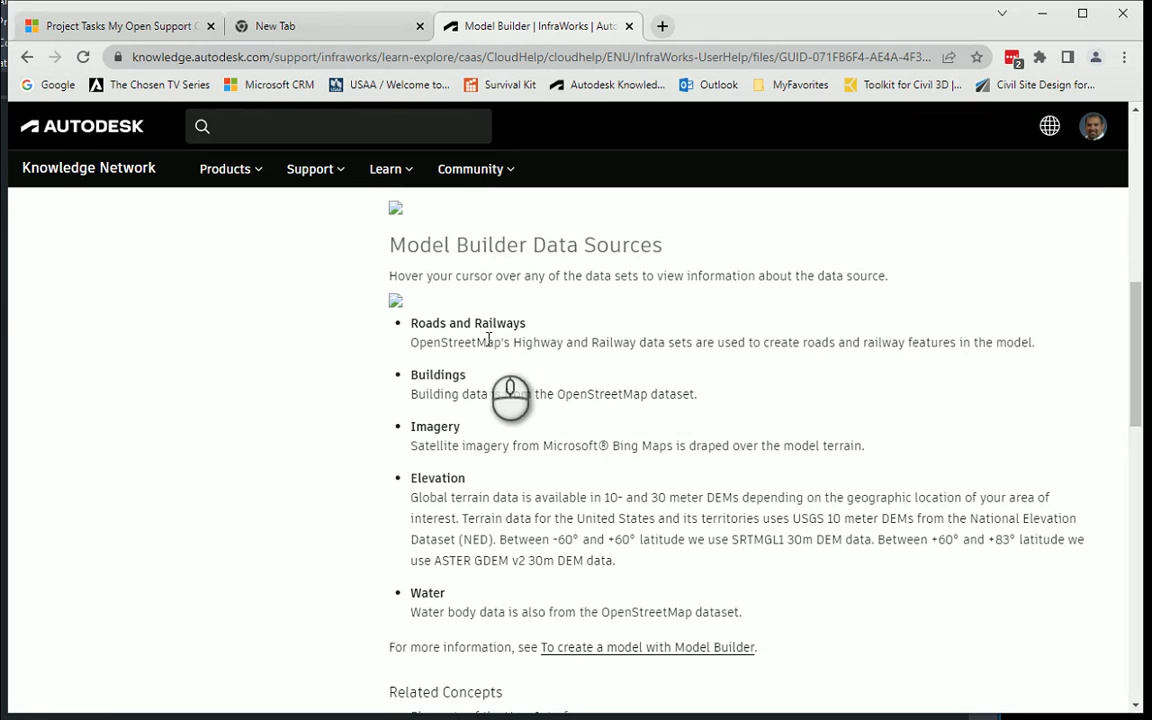 Project Tasks My Open Support
New Tab
Model Builder | InfraWorks | Aut
knowledge.autodesk.com/support/infraworks/learn-explore/caas/CloudHelp/cloudhelp/ENU/InfraWorks-UserHelp/files/GUID-071FB6F4-AE4A-4F3...
2
Google
The Chosen TV Series
Microsoft CRM
USAA / Welcome to...
Survival Kit
Autodesk Knowled...
Outlook
MyFavorites
Toolkit for Civil 3D |...
Civil Site Design for...
AUTODESK
Knowledge Network
Products
Support
Learn
Community
Model Builder Data Sources
Hover your cursor over any of the data sets to view information about the data source.
• Roads and Railways
OpenStreetMap's Highway and Railway data sets are used to create roads and railway features in the model.
• Buildings
Building data is from the OpenStreetMap dataset.
• Imagery
Satellite imagery from Microsoft® Bing Maps is draped over the model terrain.
• Elevation
Global terrain data is available in 10- and 30 meter DEMs depending on the geographic location of your area of
interest. Terrain data for the United States and its territories uses USGS 10 meter DEMs from the National Elevation
Dataset (NED). Between -60° and +60° latitude we use SRTMGL1 30m DEM data. Between +60° and +83° latitude we
use ASTER GDEM v2 30m DEM data.
• Water
Water body data is also from the OpenStreetMap dataset.
For more information, see To create a model with Model Builder.
Related Concepts